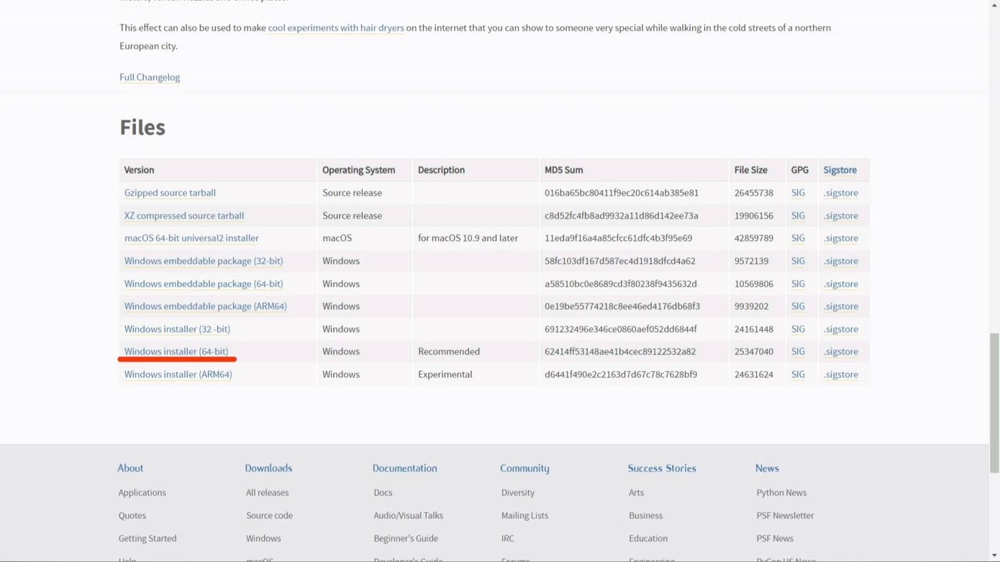 This effect can also be used to make cool experiments with hair dryers on the internet that you can show to someone very special while walking in the cold streets of a northern
European city.
Full Changelog
Files
Version Operating System Description MD5 Sum File Size GPG Sigstore
Gzipped source tarball Source release 016ba65bc80411f9ec20c614ab385e81 26455738 SIG .sigstore
XZ compressed source tarball Source release c8d52fc4fb8ad9932a11d86d142ee73a 19906156 SIG .sigstore
macOS 64-bit universal2 installer macOS for macOS 10.9 and later 11eda9f16a4a85cfcc61dfc4b3f95e69 42859789 SIG .sigstore
Windows embeddable package (32-bit) Windows 58fc103df167d587ec4d1918dfcd4a62 9572139 SIG .sigstore
Windows embeddable package (64-bit) Windows a58510bc0e8689cd3f80238f9435632d 10569806 SIG .sigstore
Windows embeddable package (ARM64) Windows 0e19be55774218c8ee46ed4176db68f3 9939202 SIG .sigstore
Windows installer (32 -bit) Windows 691232496e346ce0860aef052dd6844f 24161448 SIG .sigstore
Windows installer (64-bit) Windows Recommended 62414ff53148ae41b4cec89122532a82 25347040 SIG .sigstore
Windows installer (ARM64) Windows Experimental d6441f490e2c2163d7d67c78c7628bf9 24631624 SIG .sigstore
About Downloads Documentation Community Success Stories News
Applications All releases Docs Diversity Arts Python News
Quotes Source code Audio/Visual Talks Mailing Lists Business PSF Newsletter
Getting Started Windows Beginner's Guide IRC Education PSF News
Help macOS Developer's Guide Forums Engineering PyCon US News